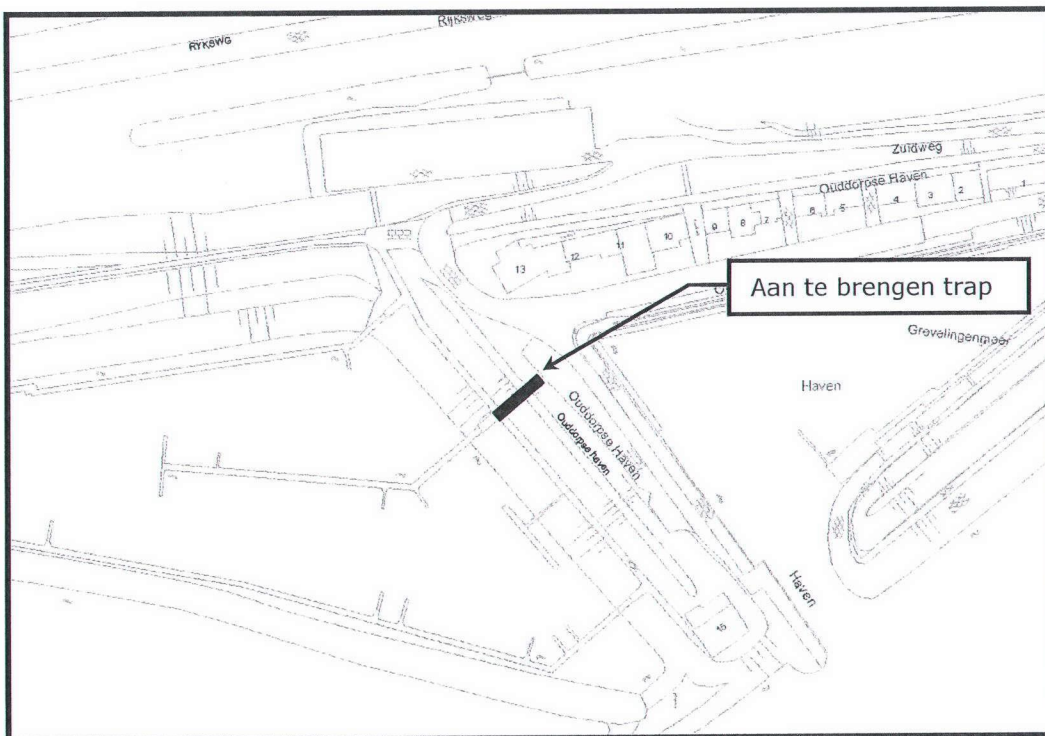 Rijksweg
RYKSWG
Zuidweg
Ouddorpse Haven
1
2
3
4
5
6
7
8
9
10
11
12
13
Aan te brengen trap
Grevelingenmeer
Haven
Ouddorpse Haven
Ouddorpse haven
Haven
15